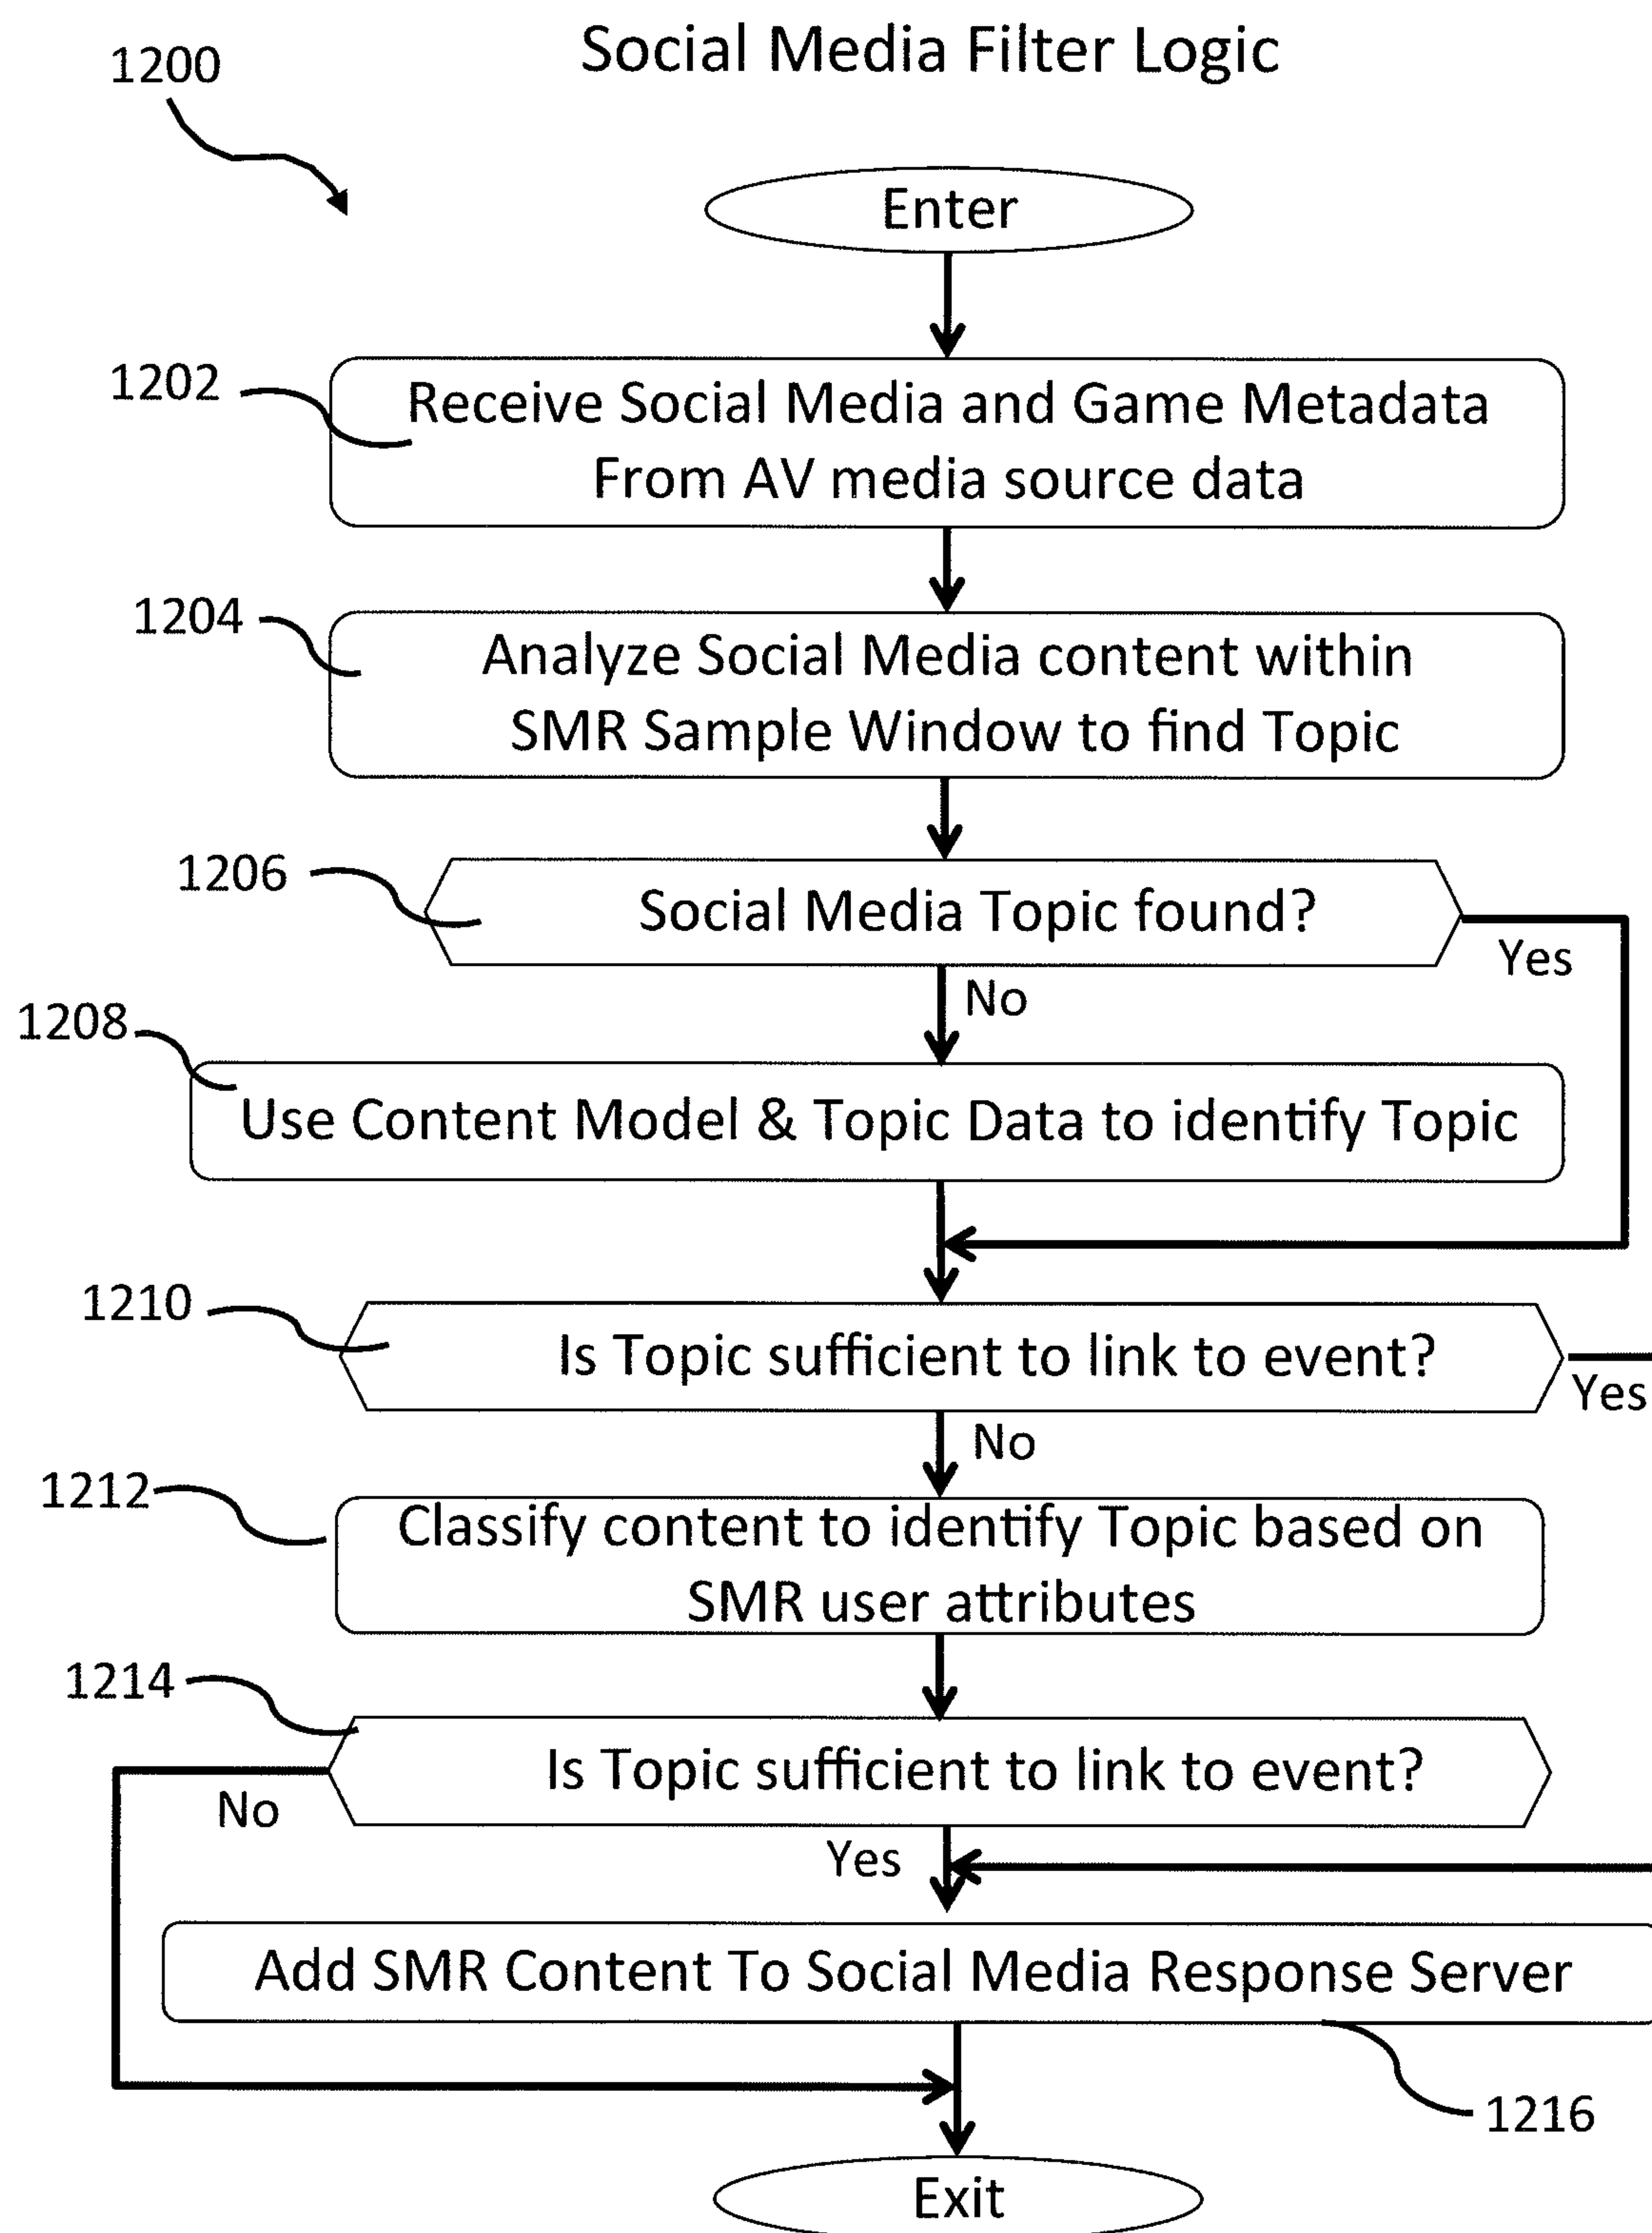 Social Media Filter Logic
1200
Enter
1202
Receive Social Media and Game Metadata
From AV media source data
1204
Analyze Social Media content within
SMR Sample Window to find Topic
1206
Social Media Topic found?
Yes
No
1208
Use Content Model & Topic Data to identify Topic
1210
Is Topic sufficient to link to event?
Yes
No
1212
Classify content to identify Topic based on
SMR user attributes
1214
Is Topic sufficient to link to event?
No
Yes
Add SMR Content To Social Media Response Server
1216
Exit